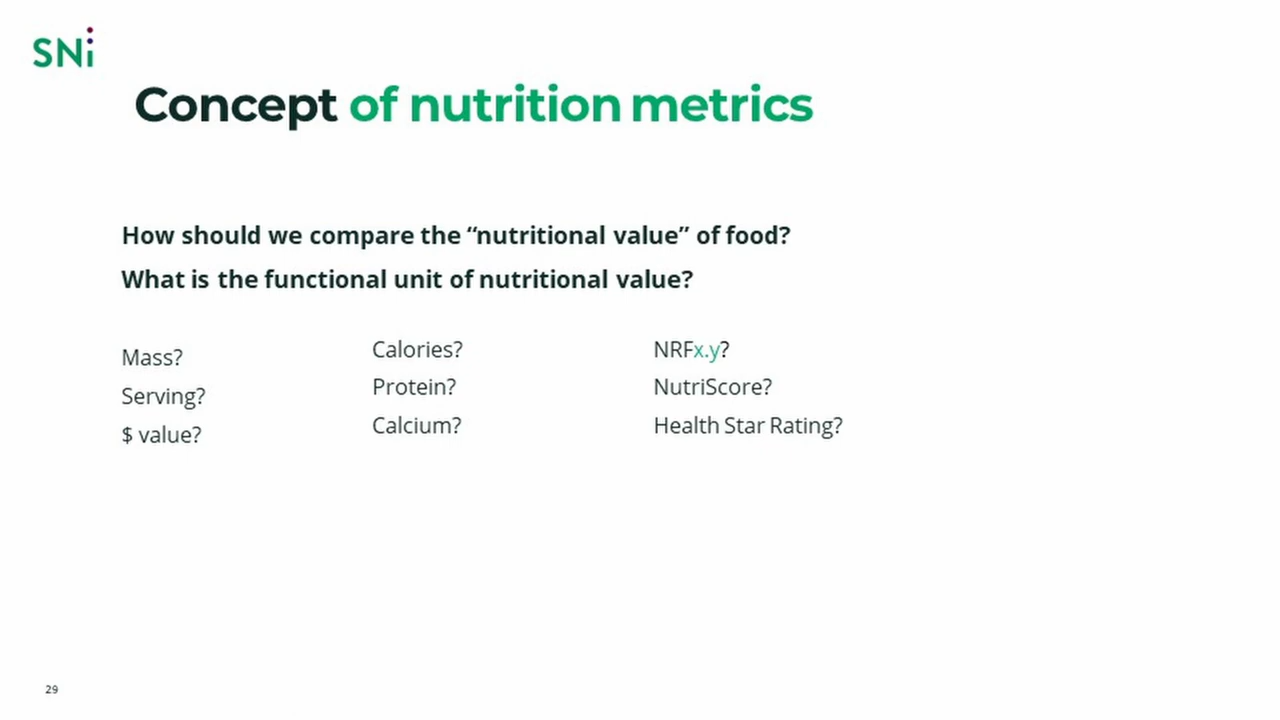 SNi
Concept of nutrition metrics
How should we compare the “nutritional value” of food?
What is the functional unit of nutritional value?
Mass?
Serving?
$ value?
Calories?
Protein?
Calcium?
NRFx.y?
NutriScore?
Health Star Rating?
29